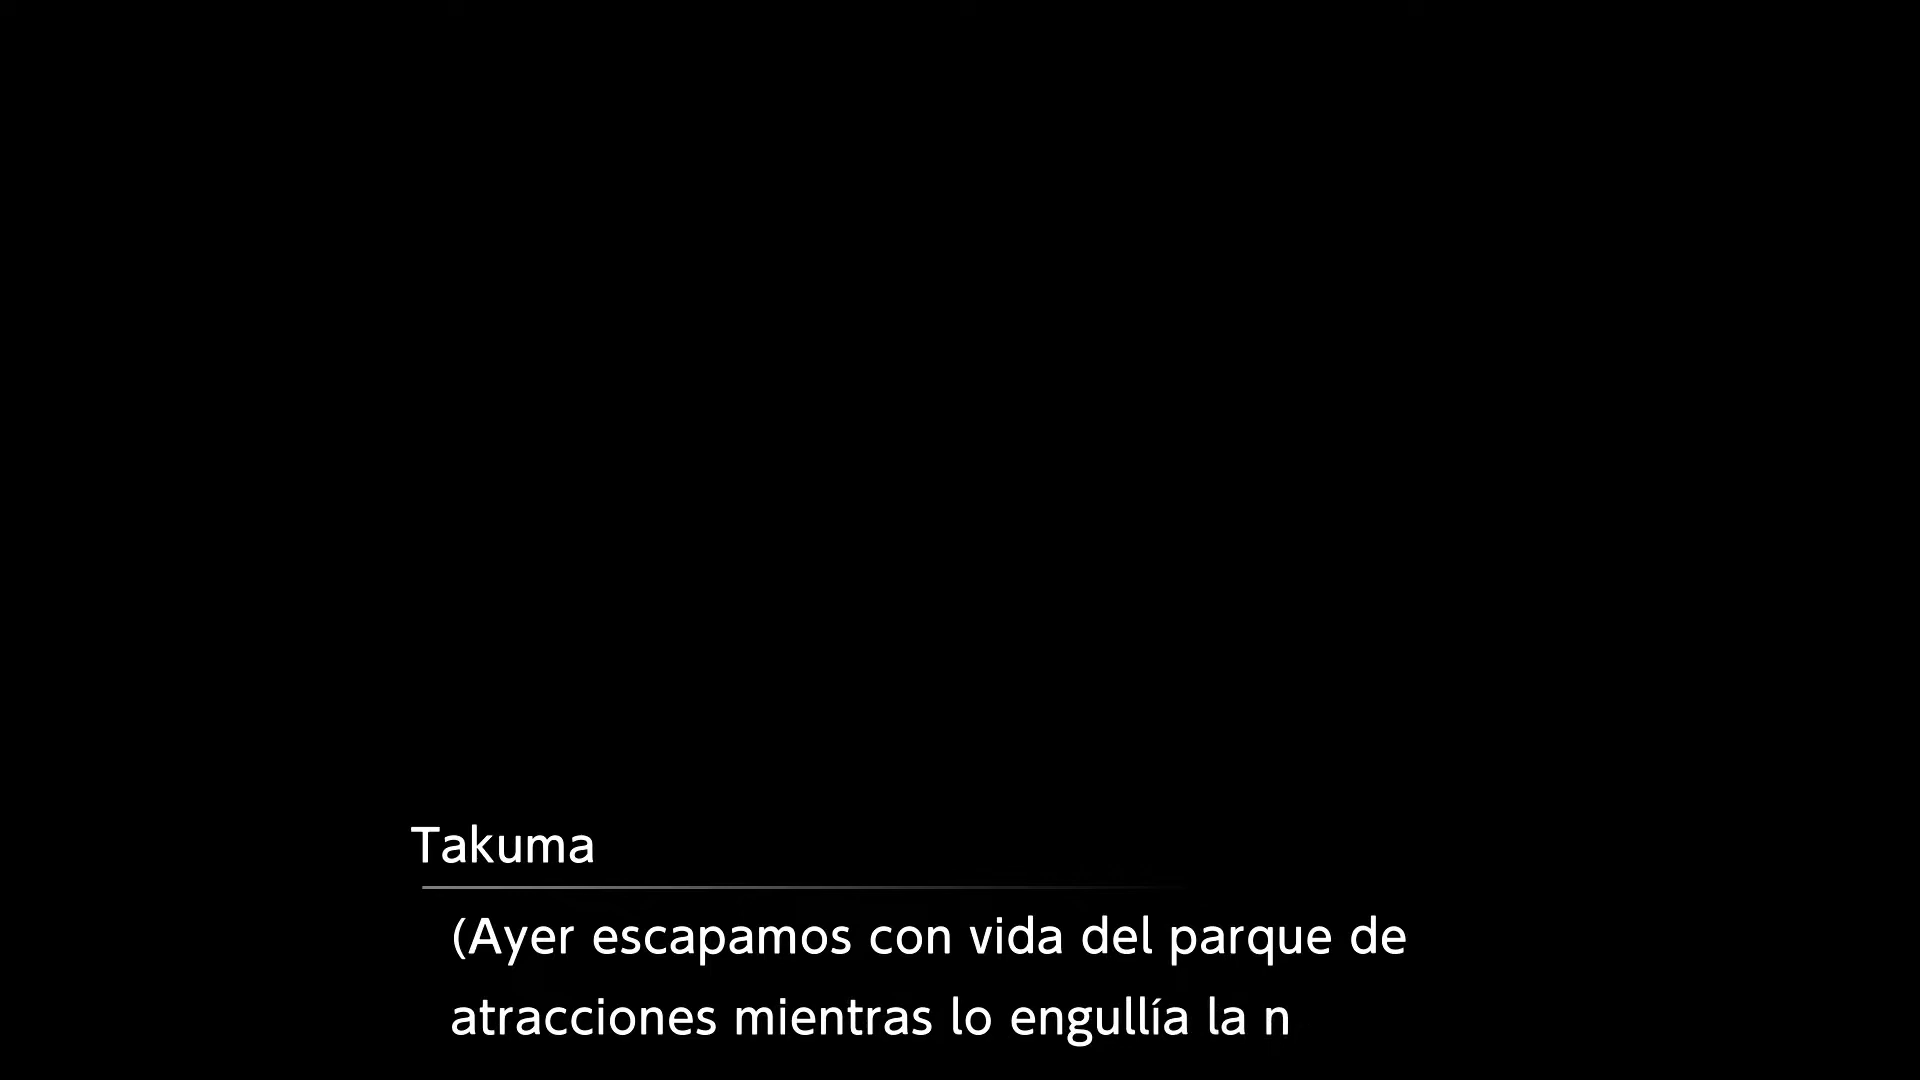 Takuma
(Ayer escapamos con vida del parque de
atracciones mientras lo engullía la n